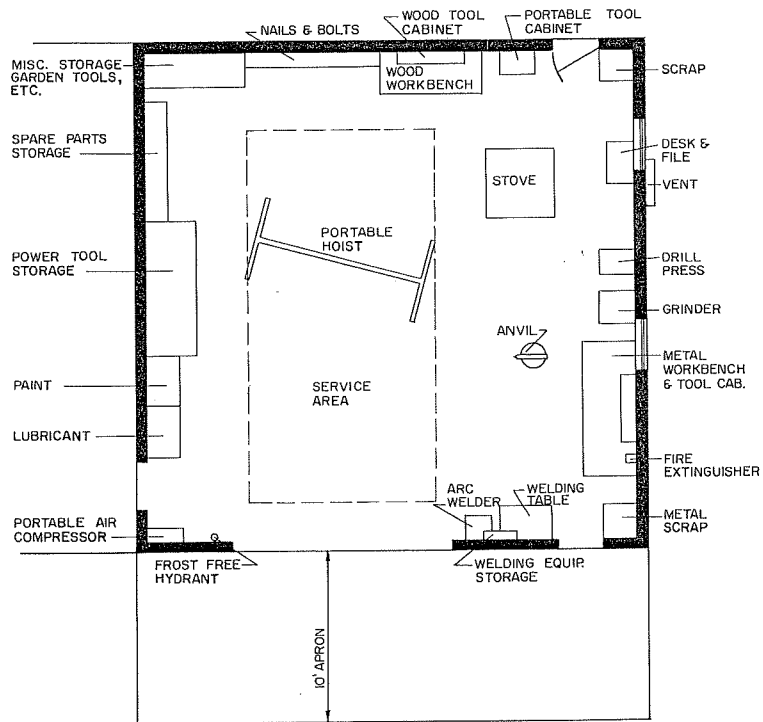 NAILS & BOLTS
WOOD TOOL
CABINET
PORTABLE TOOL
CABINET
MISC. STORAGE
GARDEN TOOLS,
ETC.
WOOD
WORKBENCH
SCRAP
SPARE PARTS
STORAGE
DESK &
FILE
STOVE
VENT
PORTABLE
HOIST
POWER TOOL
STORAGE
DRILL
PRESS
GRINDER
ANVIL
METAL
WORKBENCH
& TOOL CAB.
PAINT
SERVICE
AREA
LUBRICANT
FIRE
EXTINGUISHER
ARC
WELDER
WELDING
TABLE
PORTABLE AIR
COMPRESSOR
METAL
SCRAP
FROST FREE
HYDRANT
WELDING EQUIP.
STORAGE
10' APRON